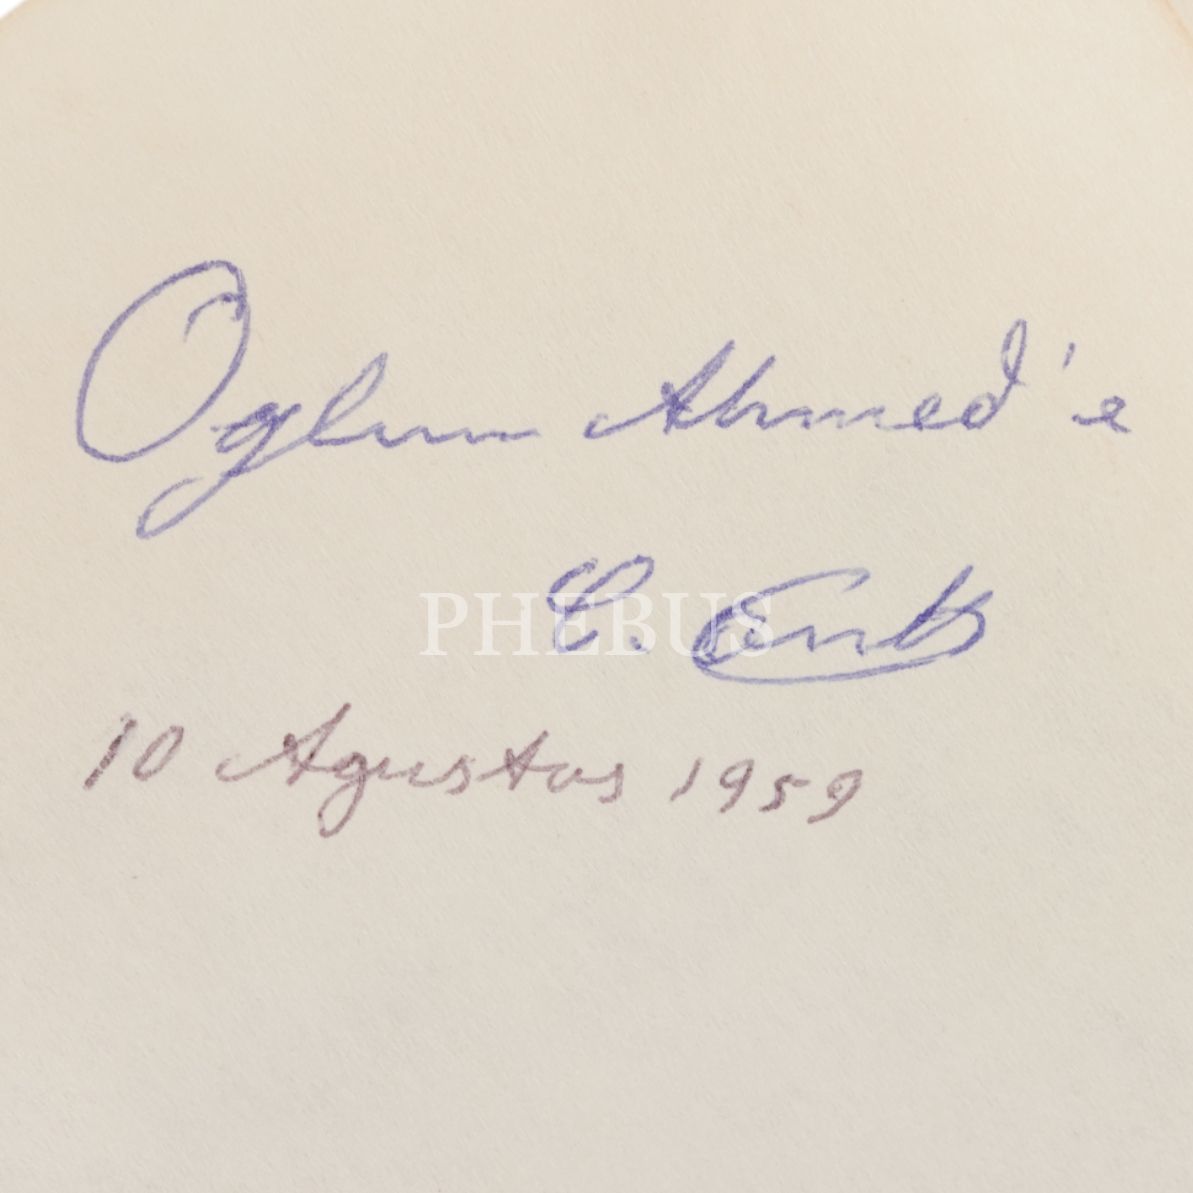 Oglum Ahmed'e
C.
PHEBUS
10 Agustos 1959